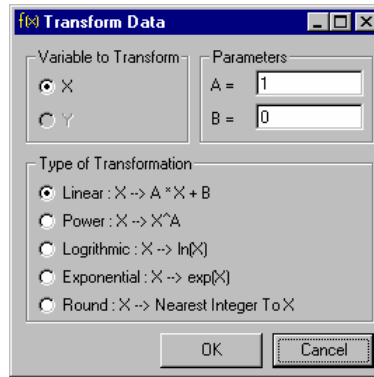 f(x) Transform Data
Variable to Transform
X
Y
Parameters
A = 1
B = 0
Type of Transformation
Linear : X --> A * X + B
Power : X --> X^A
Logrithmic : X --> ln(X)
Exponential : X --> exp(X)
Round : X --> Nearest Integer To X
OK
Cancel